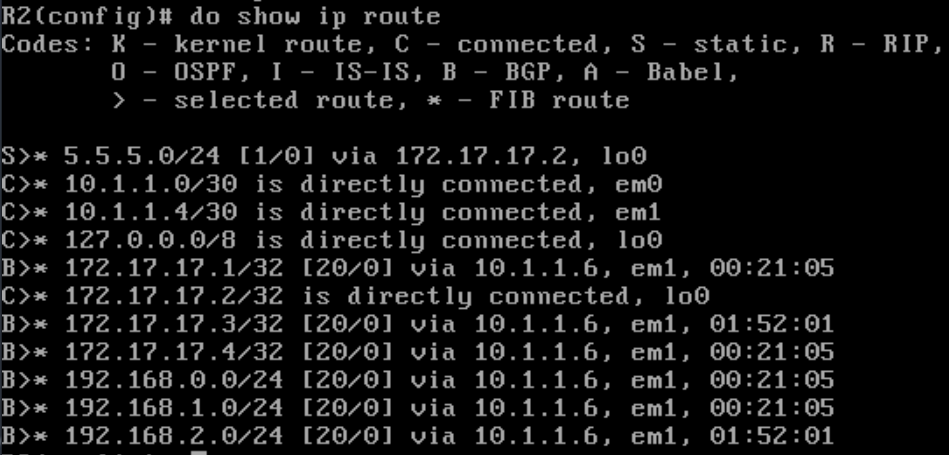 R2(config)# do show ip route
Codes: K - kernel route, C - connected, S - static, R - RIP,
       O - OSPF, I - IS-IS, B - BGP, A - Babel,
       > - selected route, * - FIB route

S>* 5.5.5.0/24 [1/0] via 172.17.17.2, lo0
C>* 10.1.1.0/30 is directly connected, em0
C>* 10.1.1.4/30 is directly connected, em1
C>* 127.0.0.0/8 is directly connected, lo0
B>* 172.17.17.1/32 [20/0] via 10.1.1.6, em1, 00:21:05
C>* 172.17.17.2/32 is directly connected, lo0
B>* 172.17.17.3/32 [20/0] via 10.1.1.6, em1, 01:52:01
B>* 172.17.17.4/32 [20/0] via 10.1.1.6, em1, 00:21:05
B>* 192.168.0.0/24 [20/0] via 10.1.1.6, em1, 00:21:05
B>* 192.168.1.0/24 [20/0] via 10.1.1.6, em1, 00:21:05
B>* 192.168.2.0/24 [20/0] via 10.1.1.6, em1, 01:52:01